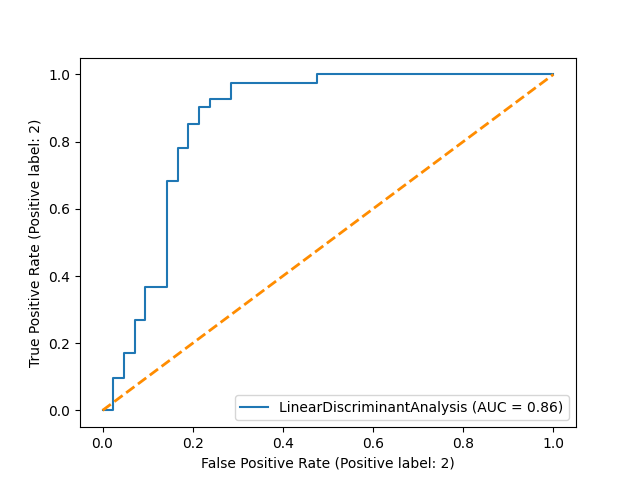 1.0
0.8
0.6
0.4
0.2
0.0
True Positive Rate (Positive label: 2)
LinearDiscriminantAnalysis (AUC = 0.86)
0.0 0.2 0.4 0.6 0.8 1.0
False Positive Rate (Positive label: 2)